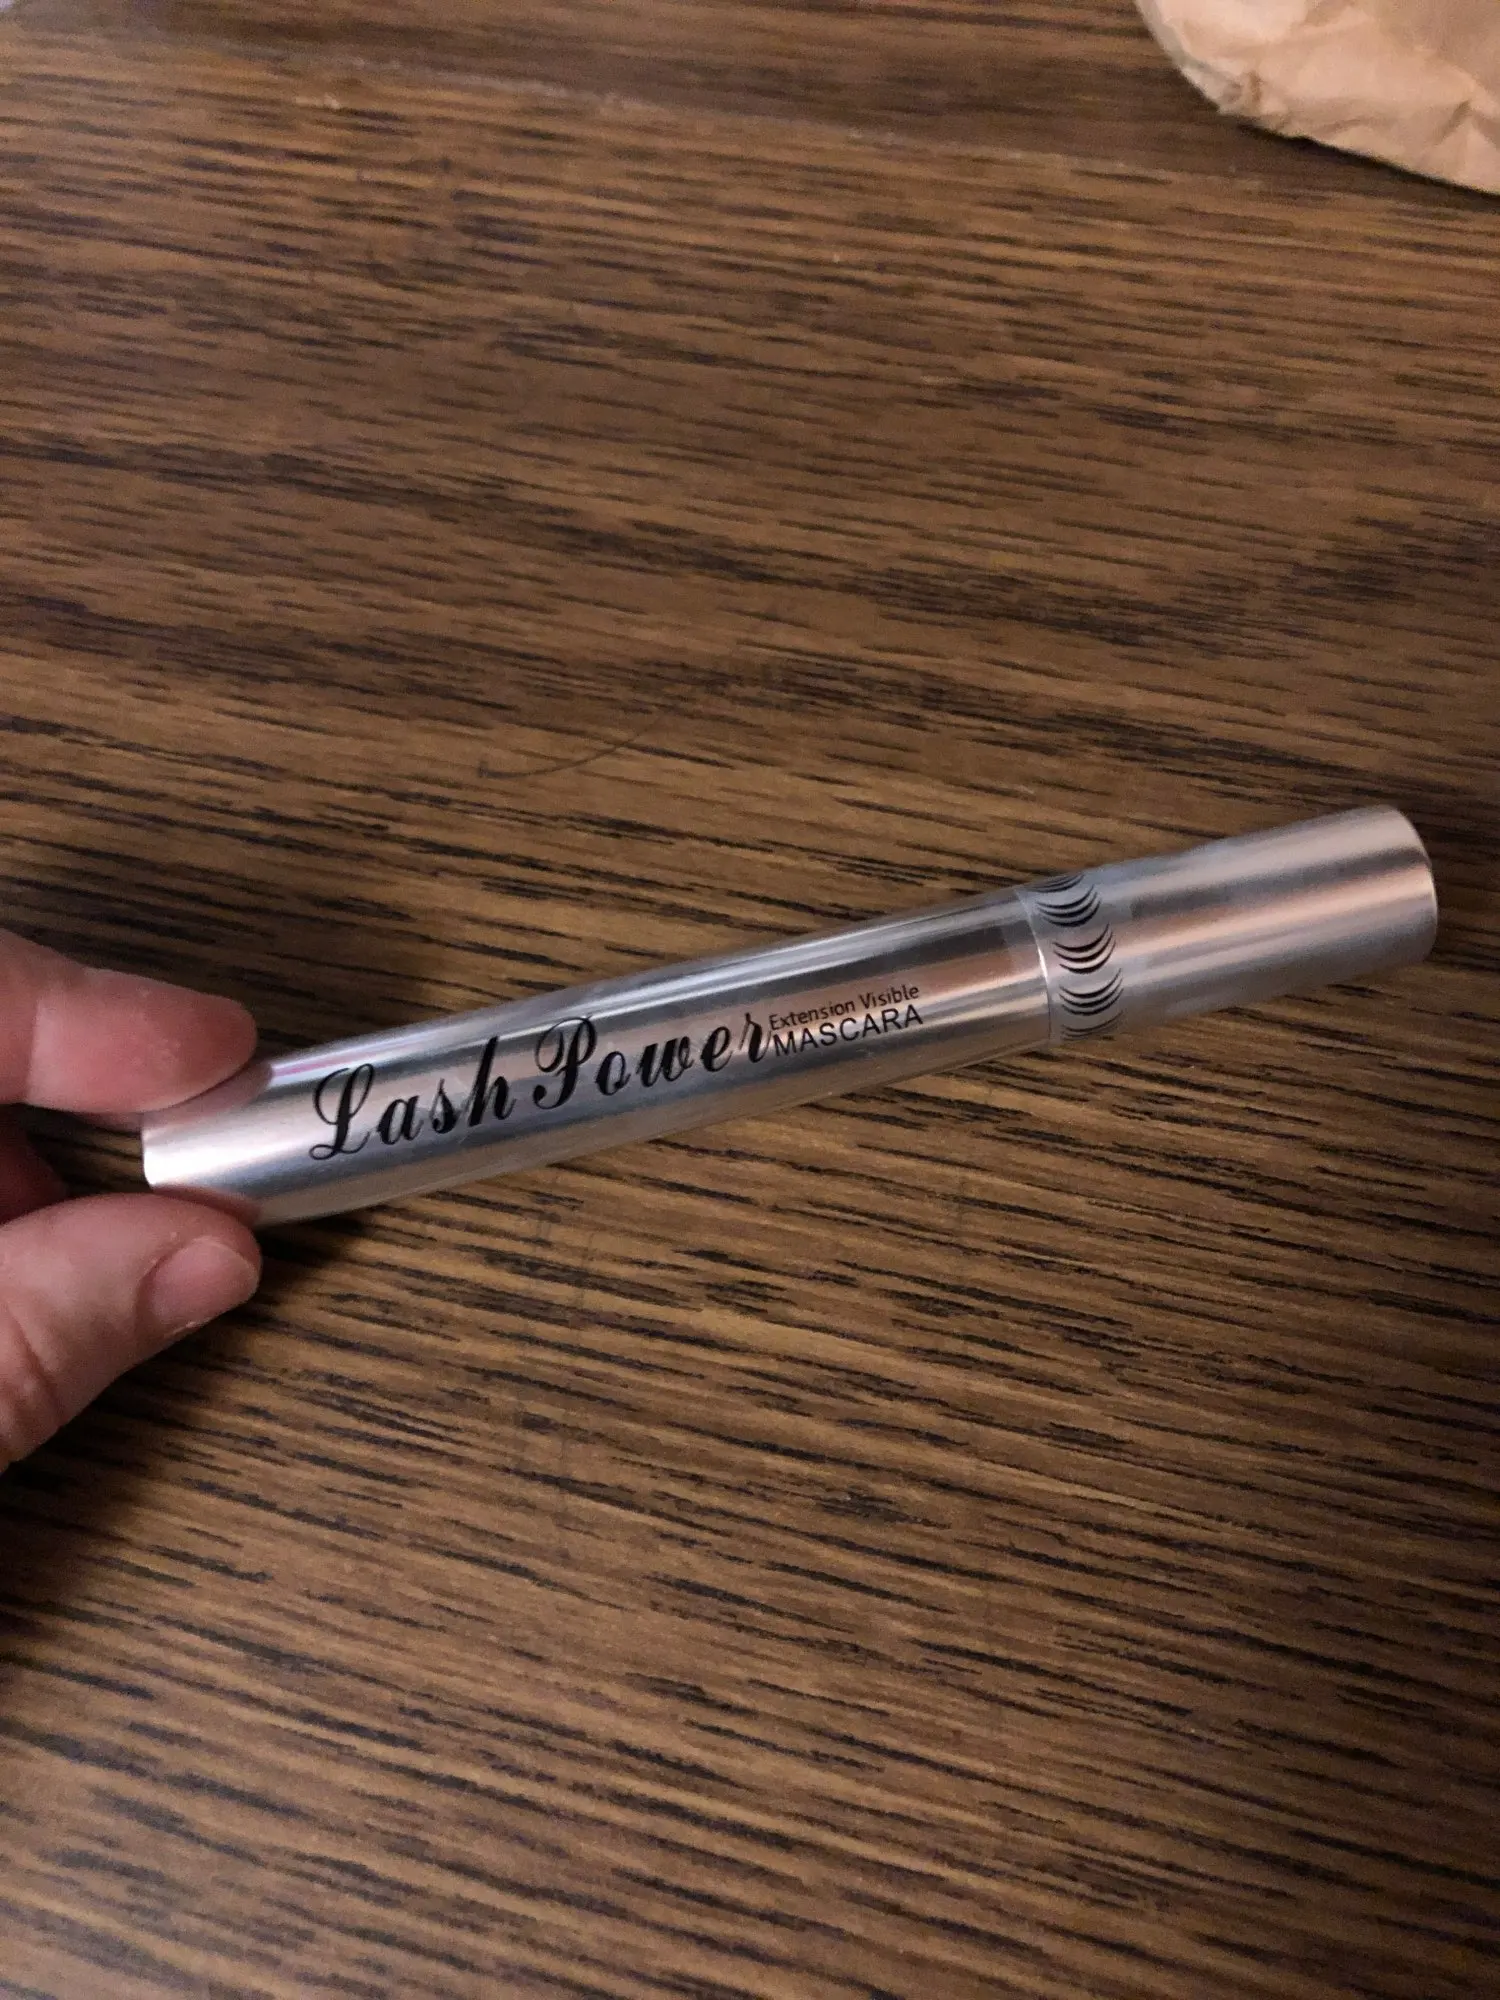 Lash Power
Extension Visible
MASCARA